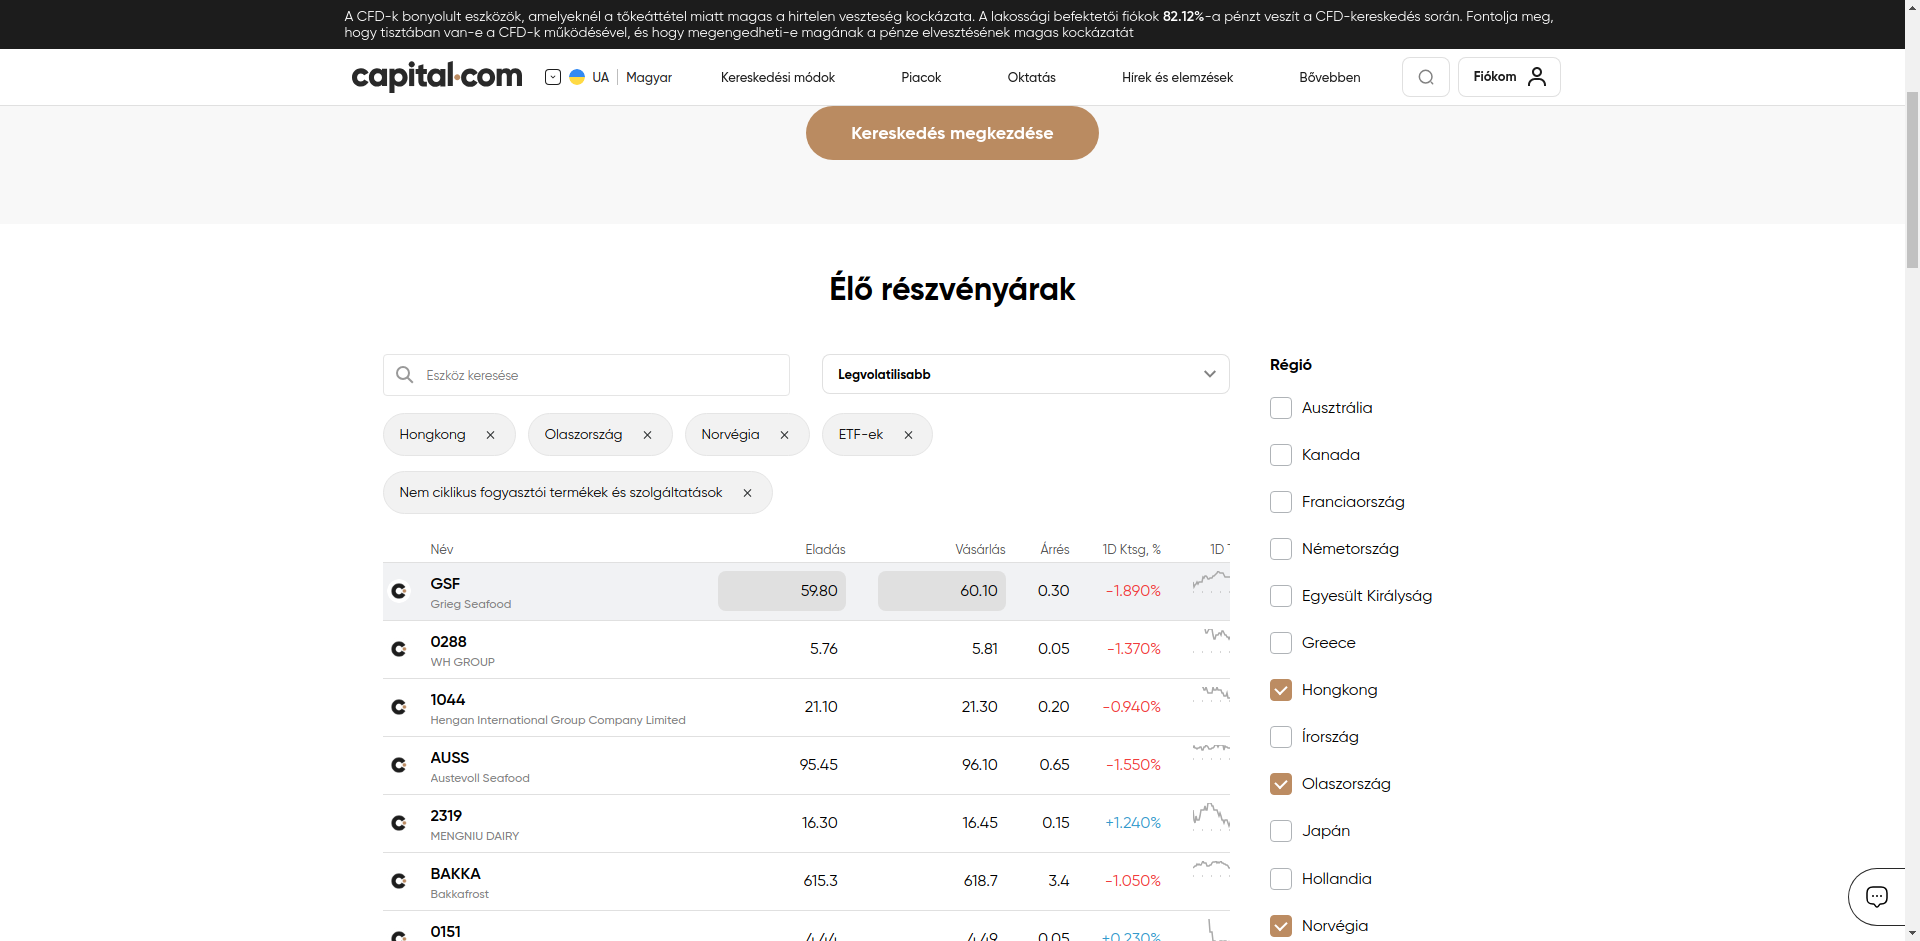 A CFD-k bonyolult eszközök, amelyeknél a tőkeáttétel miatt magas a hirtelen veszteség kockázata. A lakossági befektetői fiókok 82.12%-a pénzt veszít a CFD-kereskedés során. Fontolja meg,
hogy tisztában van-e a CFD-k működésével, és hogy megengedheti-e magának a pénze elvesztésének magas kockázatát
capital.com
UA
Magyar
Kereskedési módok
Piacok
Oktatás
Hírek és elemzések
Bővebben
Fiókom
Kereskedés megkezdése
Élő részvényárak
Eszköz keresése
Legvolatilisabb
Hongkong
Olaszország
Norvégia
ETF-ek
Nem ciklikus fogyasztói termékek és szolgáltatások
Név Eladás Vásárlás Árrés 1D Ktsg, % 1D
GSF 59.80 60.10 0.30 -1.890%
Grieg Seafood
0288 5.76 5.81 0.05 -1.370%
WH GROUP
1044 21.10 21.30 0.20 -0.940%
Hengan International Group Company Limited
AUSS 95.45 96.10 0.65 -1.550%
Austevoll Seafood
2319 16.30 16.45 0.15 +1.240%
MENGNIU DAIRY
BAKKA 615.3 618.7 3.4 -1.050%
Bakkafrost
0151 4.44 4.49 0.05 +0.230%
Régió
Ausztrália
Kanada
Franciaország
Németország
Egyesült Királyság
Greece
Hongkong
Írország
Olaszország
Japán
Hollandia
Norvégia